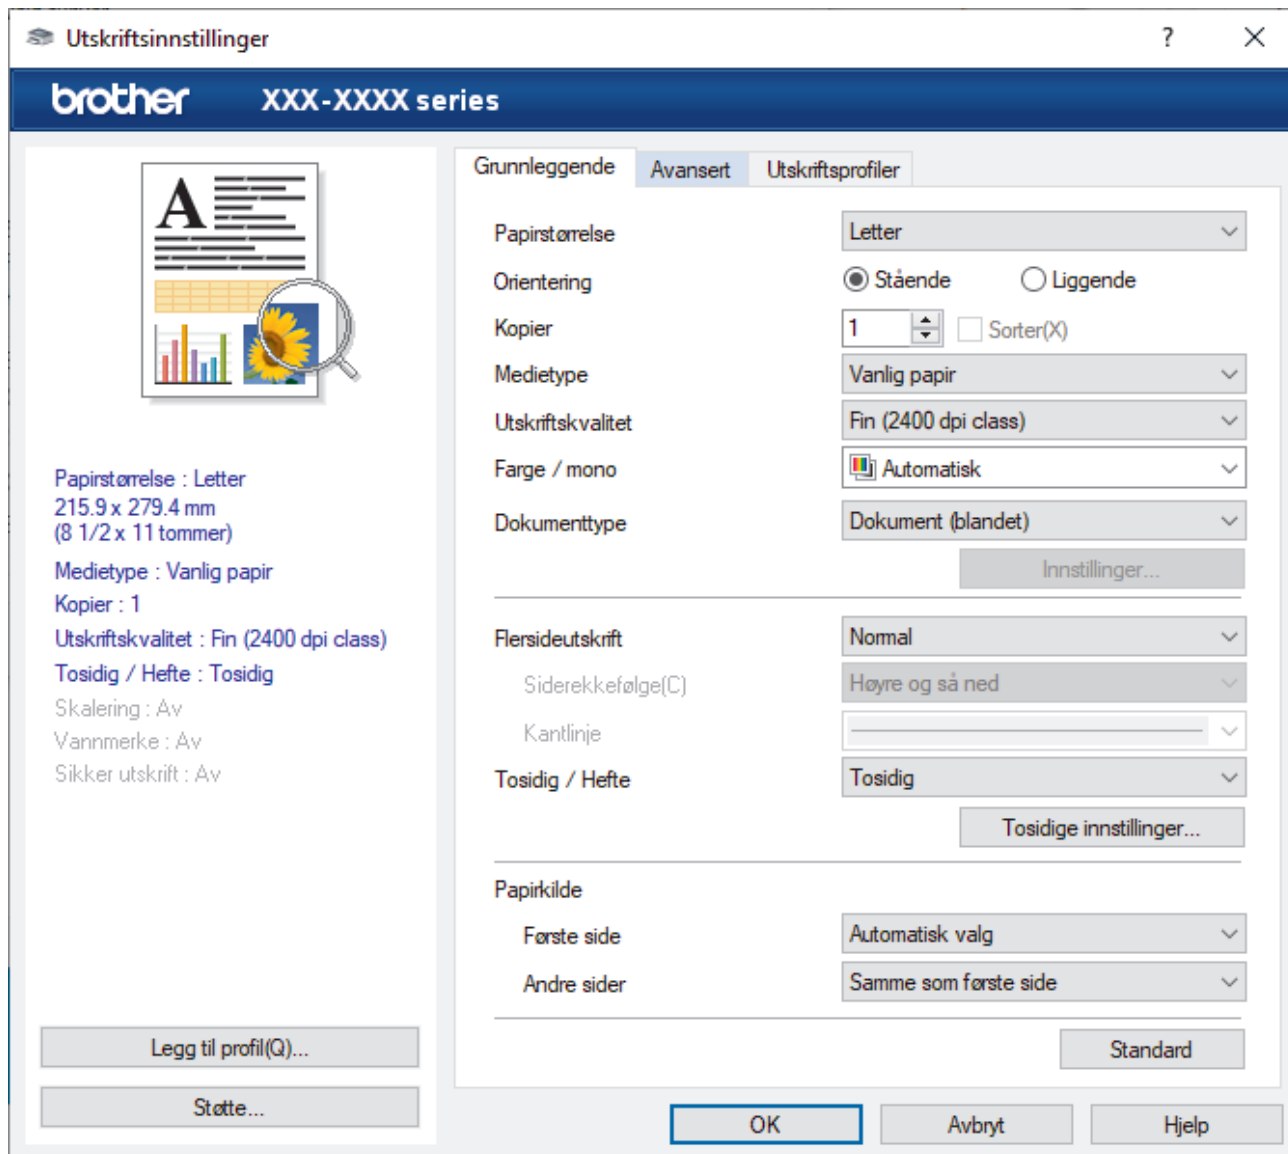 Utskriftsinnstillinger
?
brother XXX-XXXX series
A
Papirstørrelse : Letter
215.9 x 279.4 mm
(8 1/2 x 11 tommer)
Medietype : Vanlig papir
Kopier : 1
Utskriftskvalitet : Fin (2400 dpi class)
Tosidig / Hefte : Tosidig
Skalering : Av
Vannmerke : Av
Sikker utskrift : Av
Legg til profil(Q)...
Støtte...
Grunnleggende Avansert Utskriftsprofiler
Papirstørrelse Letter
Orientering Stående Liggende
Kopier 1 Sorter(X)
Medietype Vanlig papir
Utskriftskvalitet Fin (2400 dpi class)
Farge / mono Automatisk
Dokumenttype Dokument (blandet)
Innstillinger...
Flersideutskrift Normal
Siderekkefølge(C) Høyre og så ned
Kantlinje
Tosidig / Hefte Tosidig
Tosidige innstillinger...
Papirkilde
Første side Automatisk valg
Andre sider Samme som første side
Standard
OK Avbryt Hjelp